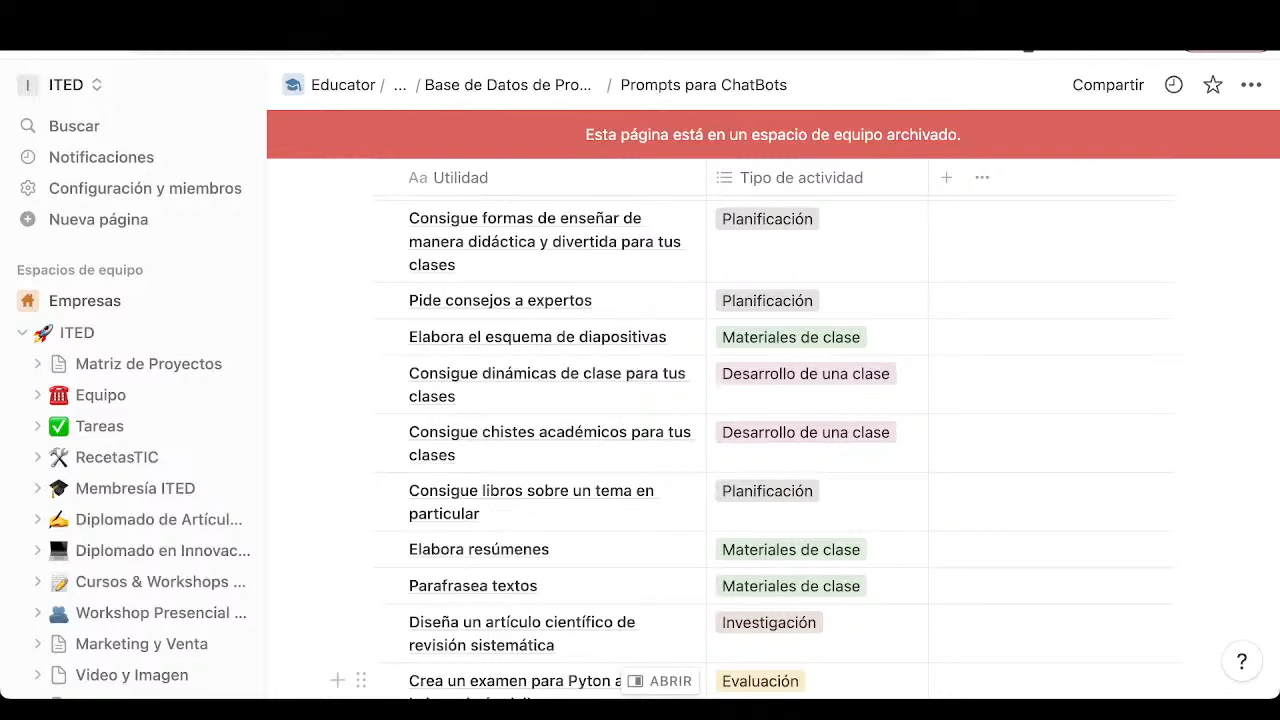 I ITED
Educator / ... / Base de Datos de Pro... / Prompts para ChatBots
Compartir
Buscar
Notificaciones
Configuración y miembros
Nueva página
Espacios de equipo
Empresas
ITED
Matriz de Proyectos
Equipo
Tareas
RecetasTIC
Membresía ITED
Diplomado de Artícul...
Diplomado en Innovac...
Cursos & Workshops ...
Workshop Presencial ...
Marketing y Venta
Video y Imagen
Esta página está en un espacio de equipo archivado.
Aa Utilidad
Tipo de actividad
Consigue formas de enseñar de
manera didáctica y divertida para tus
clases
Planificación
Pide consejos a expertos
Planificación
Elabora el esquema de diapositivas
Materiales de clase
Consigue dinámicas de clase para tus
clases
Desarrollo de una clase
Consigue chistes académicos para tus
clases
Desarrollo de una clase
Consigue libros sobre un tema en
particular
Planificación
Elabora resúmenes
Materiales de clase
Parafrasea textos
Materiales de clase
Diseña un artículo científico de
revisión sistemática
Investigación
Crea un examen para Pyton a
ABRIR
Evaluación
?